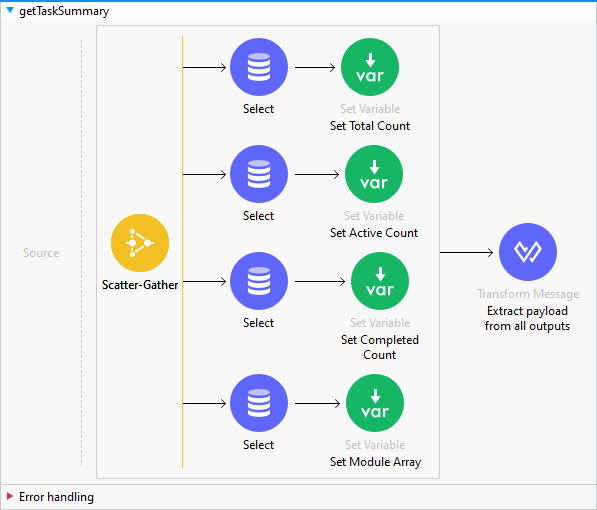 getTaskSummary
Source
Scatter-Gather
Select
var
Set Variable
Set Total Count
Select
var
Set Variable
Set Active Count
Select
var
Set Variable
Set Completed
Count
Select
var
Set Variable
Set Module Array
Transform Message
Extract payload
from all outputs
Error handling